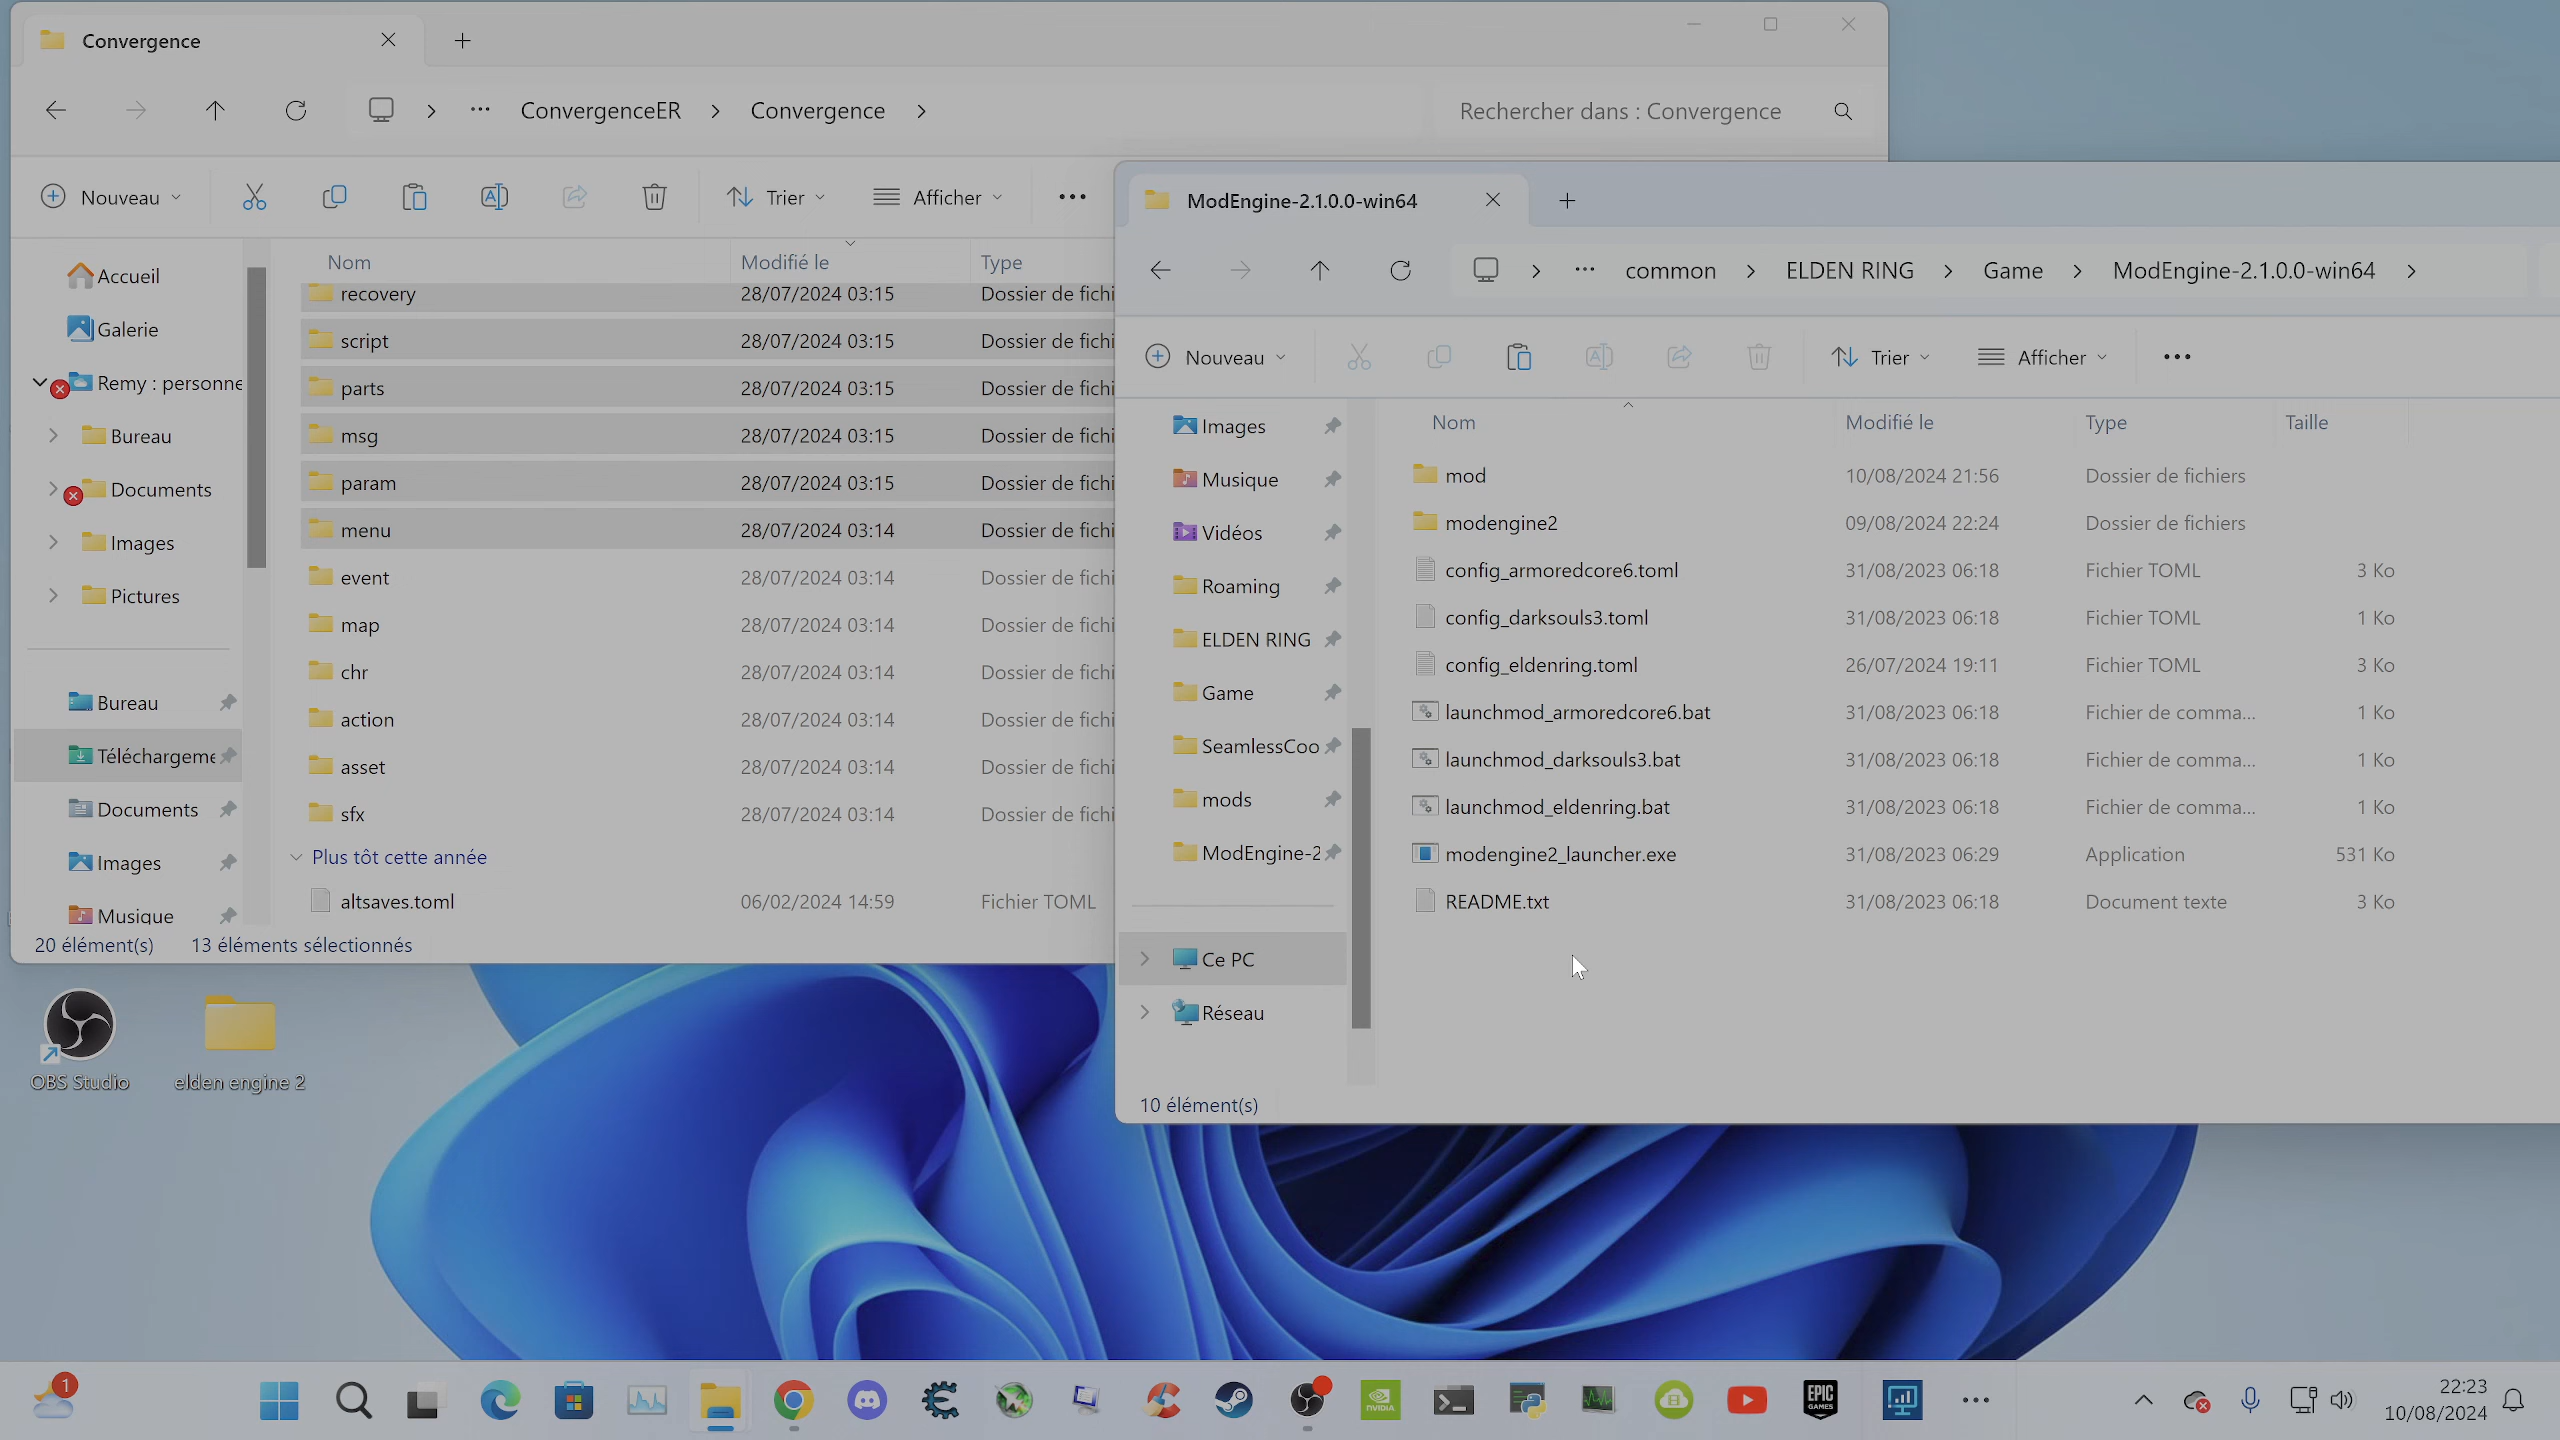 Convergence
ConvergenceER
Convergence
Rechercher dans : Convergence
Nouveau
Trier
Afficher
Accueil
Galerie
Remy : personne
Bureau
Documents
Images
Pictures
Bureau
Téléchargeme
Documents
Images
Musique
Nom
Modifié le
Type
recovery 28/07/2024 03:15 Dossier de fichi
script 28/07/2024 03:15 Dossier de fichi
parts 28/07/2024 03:15 Dossier de fichi
msg 28/07/2024 03:15 Dossier de fichi
param 28/07/2024 03:15 Dossier de fichi
menu 28/07/2024 03:14 Dossier de fichi
event 28/07/2024 03:14 Dossier de fichi
map 28/07/2024 03:14 Dossier de fichi
chr 28/07/2024 03:14 Dossier de fichi
action 28/07/2024 03:14 Dossier de fichi
asset 28/07/2024 03:14 Dossier de fichi
sfx 28/07/2024 03:14 Dossier de fichi
Plus tôt cette année
altsaves.toml 06/02/2024 14:59 Fichier TOML
20 élément(s) 13 éléments sélectionnés
ModEngine-2.1.0.0-win64
common
ELDEN RING
Game
ModEngine-2.1.0.0-win64
Nouveau
Trier
Afficher
Images
Musique
Vidéos
Roaming
ELDEN RING
Game
SeamlessCoo
mods
ModEngine-2
Ce PC
Réseau
Nom
Modifié le
Type
Taille
mod 10/08/2024 21:56 Dossier de fichiers
modengine2 09/08/2024 22:24 Dossier de fichiers
config_armoredcore6.toml 31/08/2023 06:18 Fichier TOML 3 Ko
config_darksouls3.toml 31/08/2023 06:18 Fichier TOML 1 Ko
config_eldenring.toml 26/07/2024 19:11 Fichier TOML 3 Ko
launchmod_armoredcore6.bat 31/08/2023 06:18 Fichier de comma... 1 Ko
launchmod_darksouls3.bat 31/08/2023 06:18 Fichier de comma... 1 Ko
launchmod_eldenring.bat 31/08/2023 06:18 Fichier de comma... 1 Ko
modengine2_launcher.exe 31/08/2023 06:29 Application 531 Ko
README.txt 31/08/2023 06:18 Document texte 3 Ko
10 élément(s)
OBS Studio
elden engine 2
1
NVIDIA
EPIC
GAMES
22:23
10/08/2024